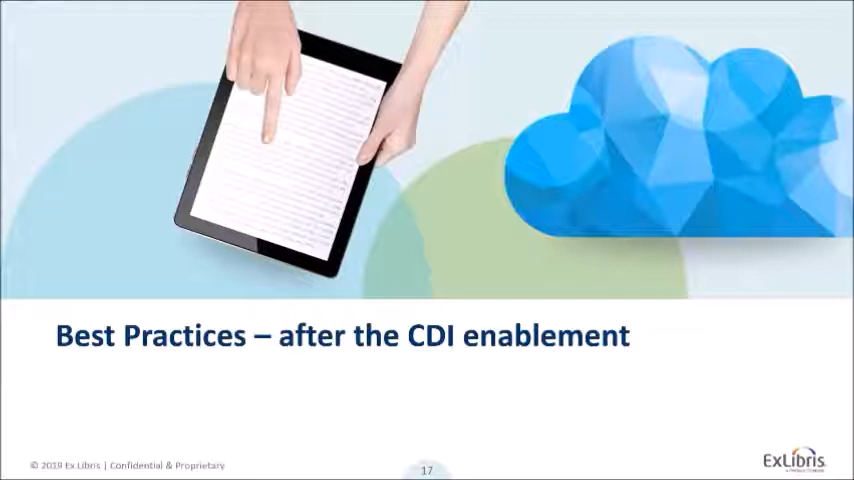 Best Practices – after the CDI enablement
© 2019 Ex Libris | Confidential & Proprietary
17
ExLibris